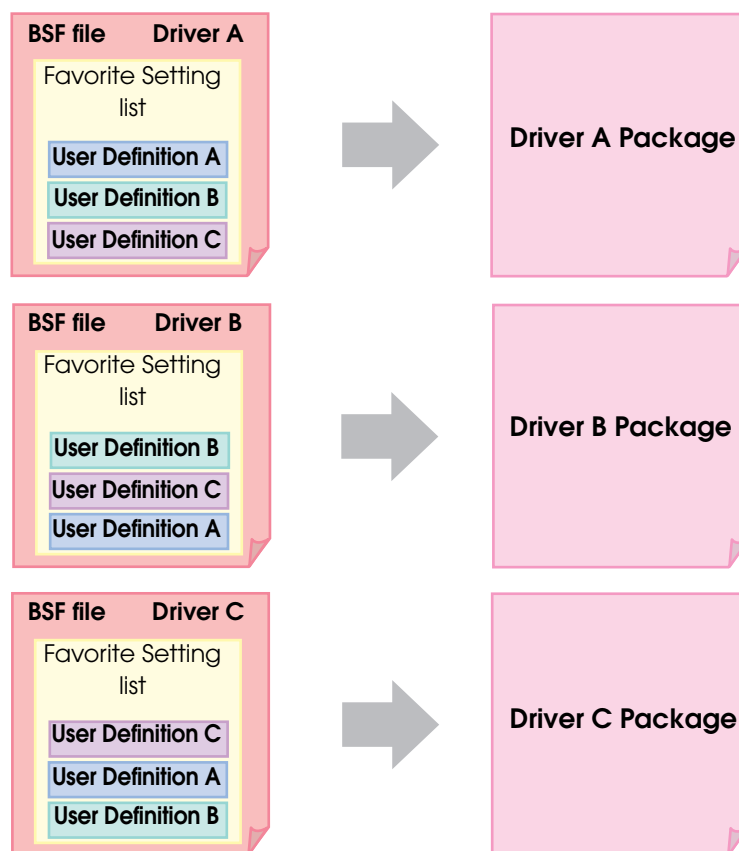 BSF file Driver A
Favorite Setting
list
User Definition A
User Definition B
User Definition C
Driver A Package
BSF file Driver B
Favorite Setting
list
User Definition B
User Definition C
User Definition A
Driver B Package
BSF file Driver C
Favorite Setting
list
User Definition C
User Definition A
User Definition B
Driver C Package